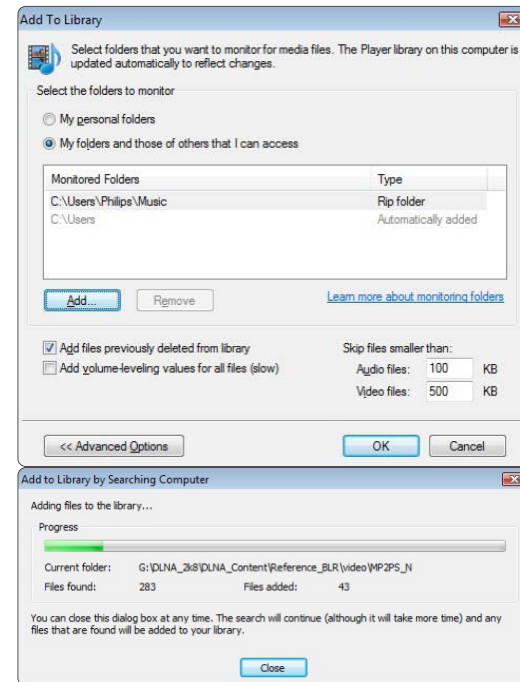 Add To Library
Select folders that you want to monitor for media files. The Player library on this computer is
updated automatically to reflect changes.
Select the folders to monitor
My personal folders
My folders and those of others that I can access
Monitored Folders Type
C:\Users\Philips\Music Rip folder
C:\Users Automatically added
Add... Remove Learn more about monitoring folders
Add files previously deleted from library Skip files smaller than:
Add volume-leveling values for all files (slow) Audio files: 100 KB
Video files: 500 KB
<< Advanced Options OK Cancel
Add to Library by Searching Computer
Adding files to the library...
Progress
Current folder: G:\DLNA_2k8\DLNA_Content\Reference_BLR\video\MP2PS_N
Files found: 283 Files added: 43
You can close this dialog box at any time. The search will continue (although it will take more time) and any
files that are found will be added to your library.
Close